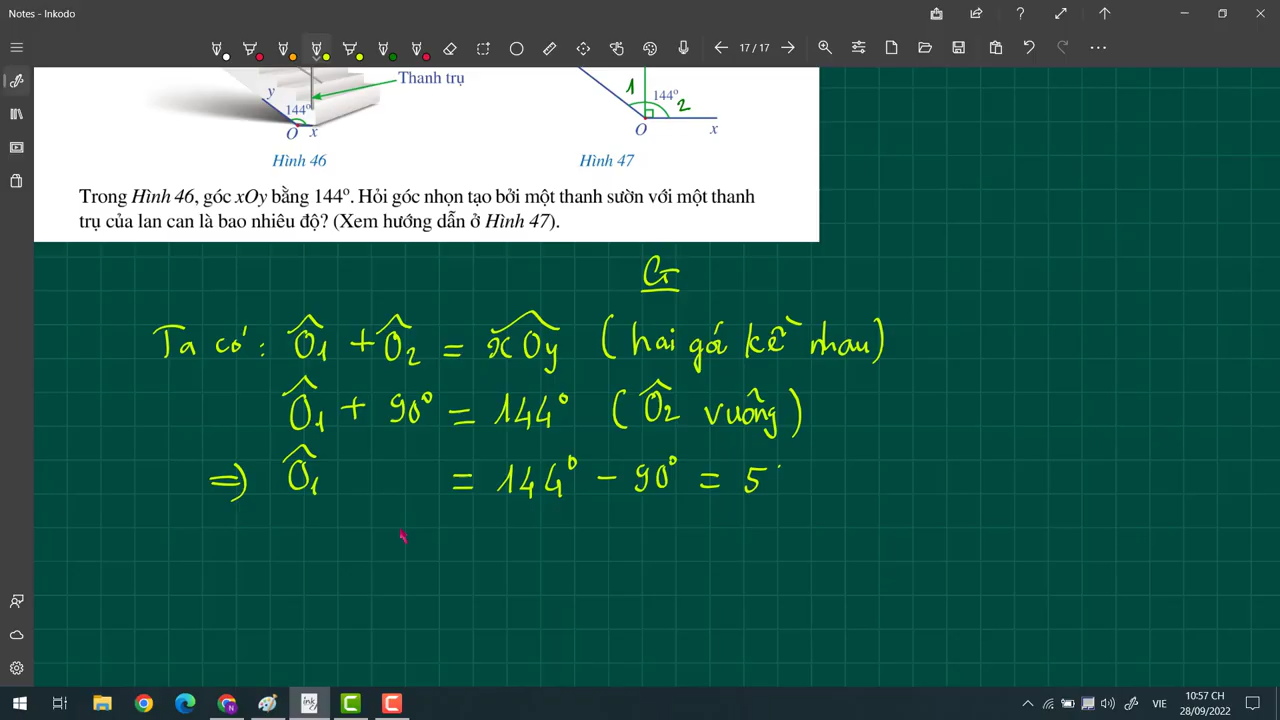 Notes - Inkodo
17 / 17
y
144°
O x
Thanh trụ
1
144°
2
O
x
Hình 46
Hình 47
Trong Hình 46, góc xOy bằng 144°. Hỏi góc nhọn tạo bởi một thanh sườn với một thanh
trụ của lan can là bao nhiêu độ? (Xem hướng dẫn ở Hình 47).
G
Ta có: Ô1 + Ô2 = xOy (hai góc kề nhau)
Ô1 + 90° = 144° (Ô2 vuông)
=> Ô1 = 144° - 90° = 5
ink
VIE
10:57 CH
28/09/2022